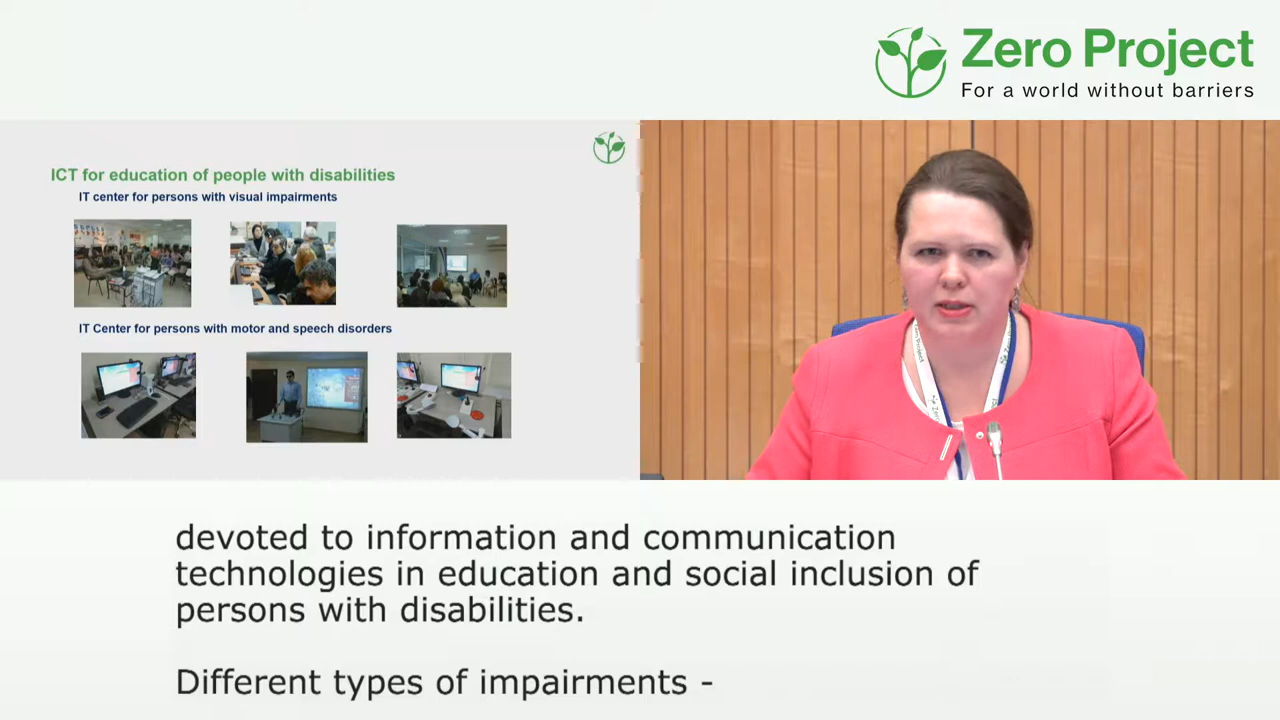 Zero Project
For a world without barriers
ICT for education of people with disabilities
IT center for persons with visual impairments
IT Center for persons with motor and speech disorders
Zero Project
devoted to information and communication
technologies in education and social inclusion of
persons with disabilities.
Different types of impairments -